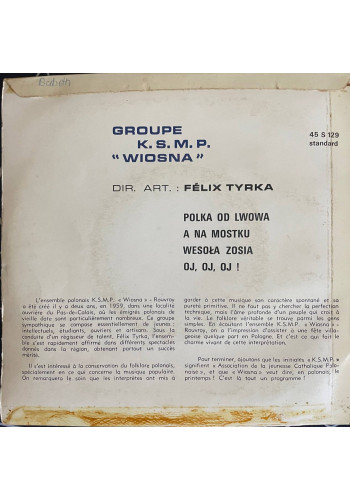 GROUPE
K. S. M. P.
"WIOSNA"
45 S 129
standard
DIR. ART. : FÉLIX TYRKA
POLKA OD LWOWA
A NA MOSTKU
WESOŁA ZOSIA
OJ, OJ, OJ !
L'ensemble polonais K.S.M.P. « Wiosna » - Rouvroy
a été créé il y a deux ans, en 1959, dans une localité
ouvrière du Pas-de-Calais, où les émigrés polonais de
vieille date sont particulièrement nombreux. Ce groupe
sympathique se compose essentiellement de jeunes :
intellectuels, étudiants, ouvriers et artisans. Sous la
conduite d'un régisseur de talent, Félix Tyrka, l'ensem-
ble s'est rapidement affirmé dans différents spectacles
donnés dans la région, obtenant partout un succès
mérité.
Il s'est intéressé à la conservation du folklore polonais,
spécialement en ce qui concerne la musique populaire.
On remarquera le soin que les interprètes ont mis à
garder à cette musique son caractère spontané et sa
pureté primitive. Il ne faut pas y chercher la perfection
technique, mais l'âme profonde d'un peuple qui croit à
la vie. Le folklore véritable se trouve parmi les gens
simples. En écoutant l'ensemble K.S.M.P. « Wiosna » -
Rouvroy, on a l'impression d'assister à une fête villa-
geoise quelque part en Pologne. Et c'est ce qui fait le
charme vivant de cette interprétation.
Pour terminer, ajoutons que les initiales « K.S.M.P. »
signifient « Association de la jeunesse Catholique Polo-
naise », et que « Wiosna » veut dire, en polonais, le
printemps ! C'est là tout un programme !